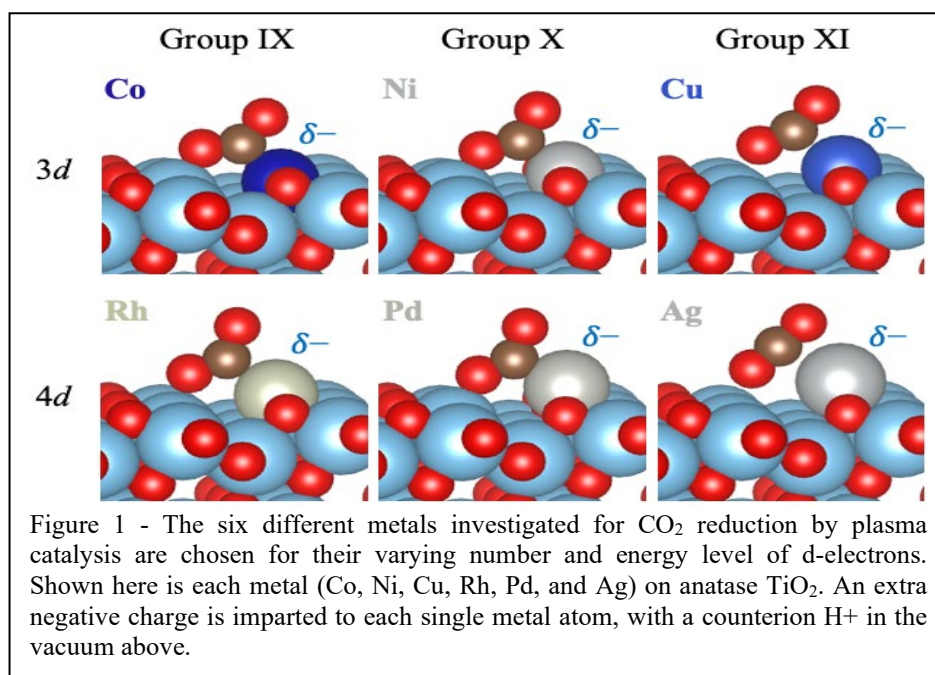 Group IX Group X Group XI
Co Ni Cu
δ− δ− δ−
3d
Rh Pd Ag
δ− δ− δ−
4d
Figure 1 - The six different metals investigated for CO₂ reduction by plasma
catalysis are chosen for their varying number and energy level of d-electrons.
Shown here is each metal (Co, Ni, Cu, Rh, Pd, and Ag) on anatase TiO₂. An extra
negative charge is imparted to each single metal atom, with a counterion H+ in the
vacuum above.